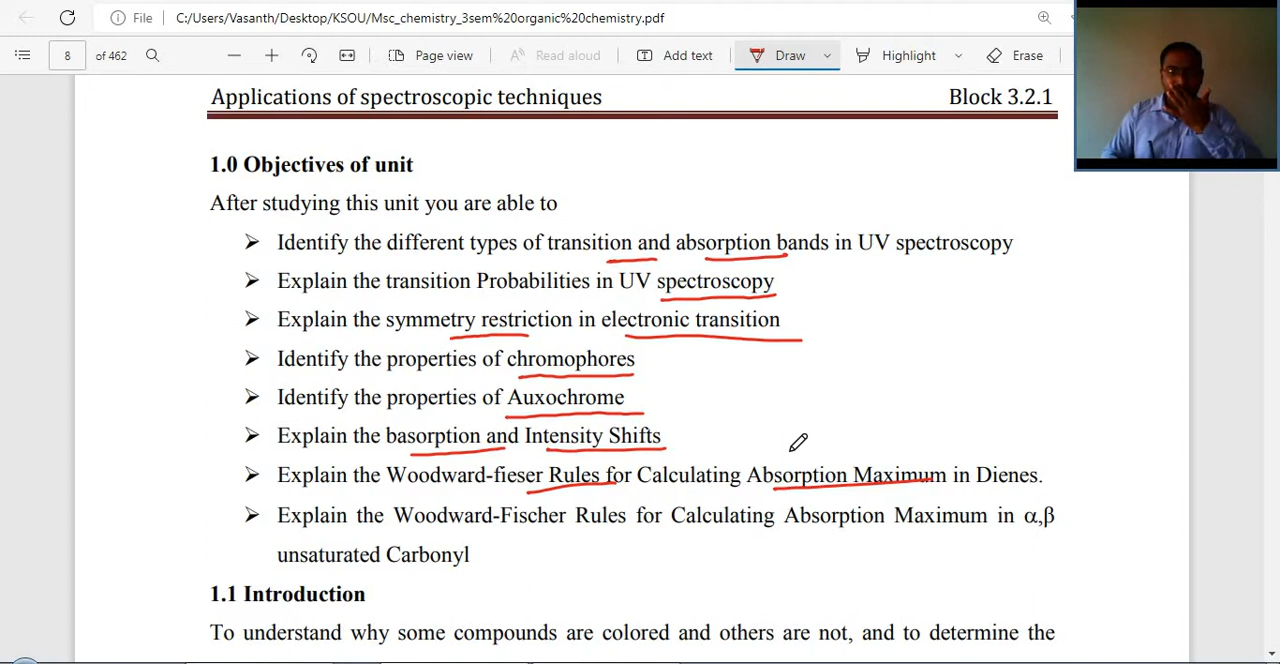 File C:/Users/Vasanth/Desktop/KSOU/Msc_chemistry_3sem%20organic%20chemistry.pdf
8 of 462 Page view Read aloud Add text Draw Highlight Erase
Applications of spectroscopic techniques Block 3.2.1
1.0 Objectives of unit
After studying this unit you are able to
Identify the different types of transition and absorption bands in UV spectroscopy
Explain the transition Probabilities in UV spectroscopy
Explain the symmetry restriction in electronic transition
Identify the properties of chromophores
Identify the properties of Auxochrome
Explain the basorption and Intensity Shifts
Explain the Woodward-fieser Rules for Calculating Absorption Maximum in Dienes.
Explain the Woodward-Fischer Rules for Calculating Absorption Maximum in α,β
unsaturated Carbonyl
1.1 Introduction
To understand why some compounds are colored and others are not, and to determine the